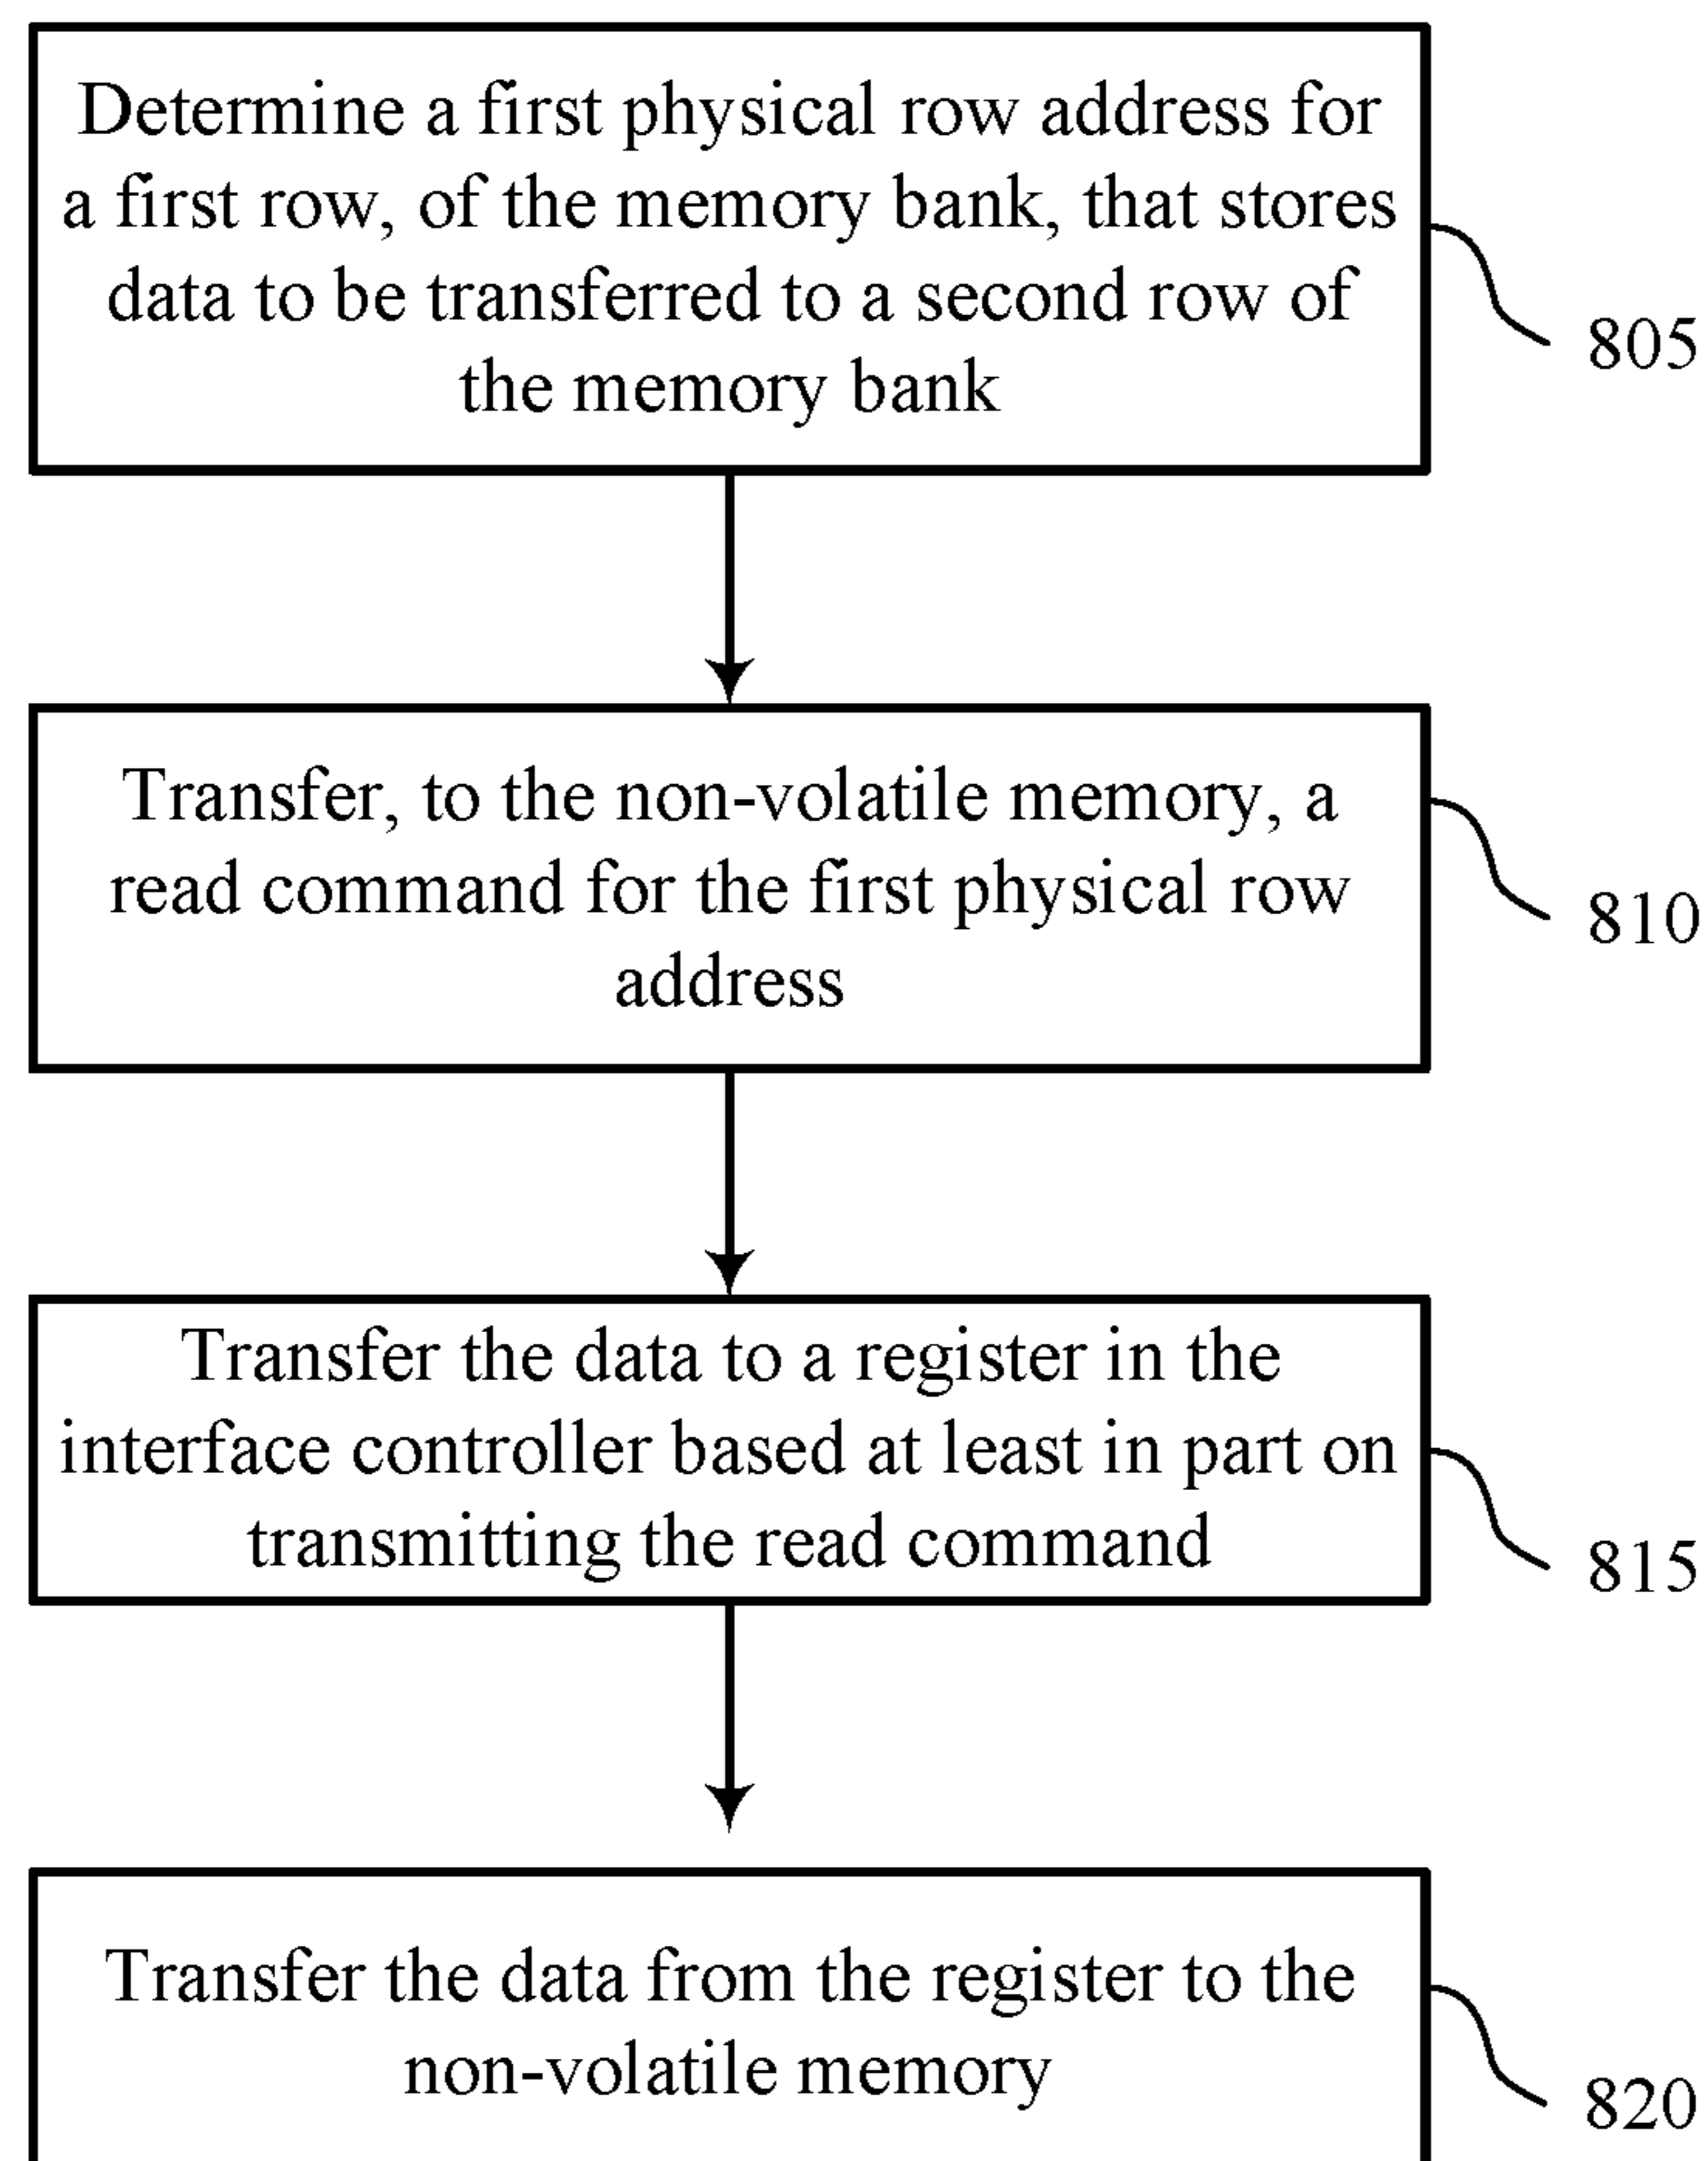 Determine a first physical row address for
a first row, of the memory bank, that stores
data to be transferred to a second row of
the memory bank
805
Transfer, to the non-volatile memory, a
read command for the first physical row
address
810
Transfer the data to a register in the
interface controller based at least in part on
transmitting the read command
815
Transfer the data from the register to the
non-volatile memory
820